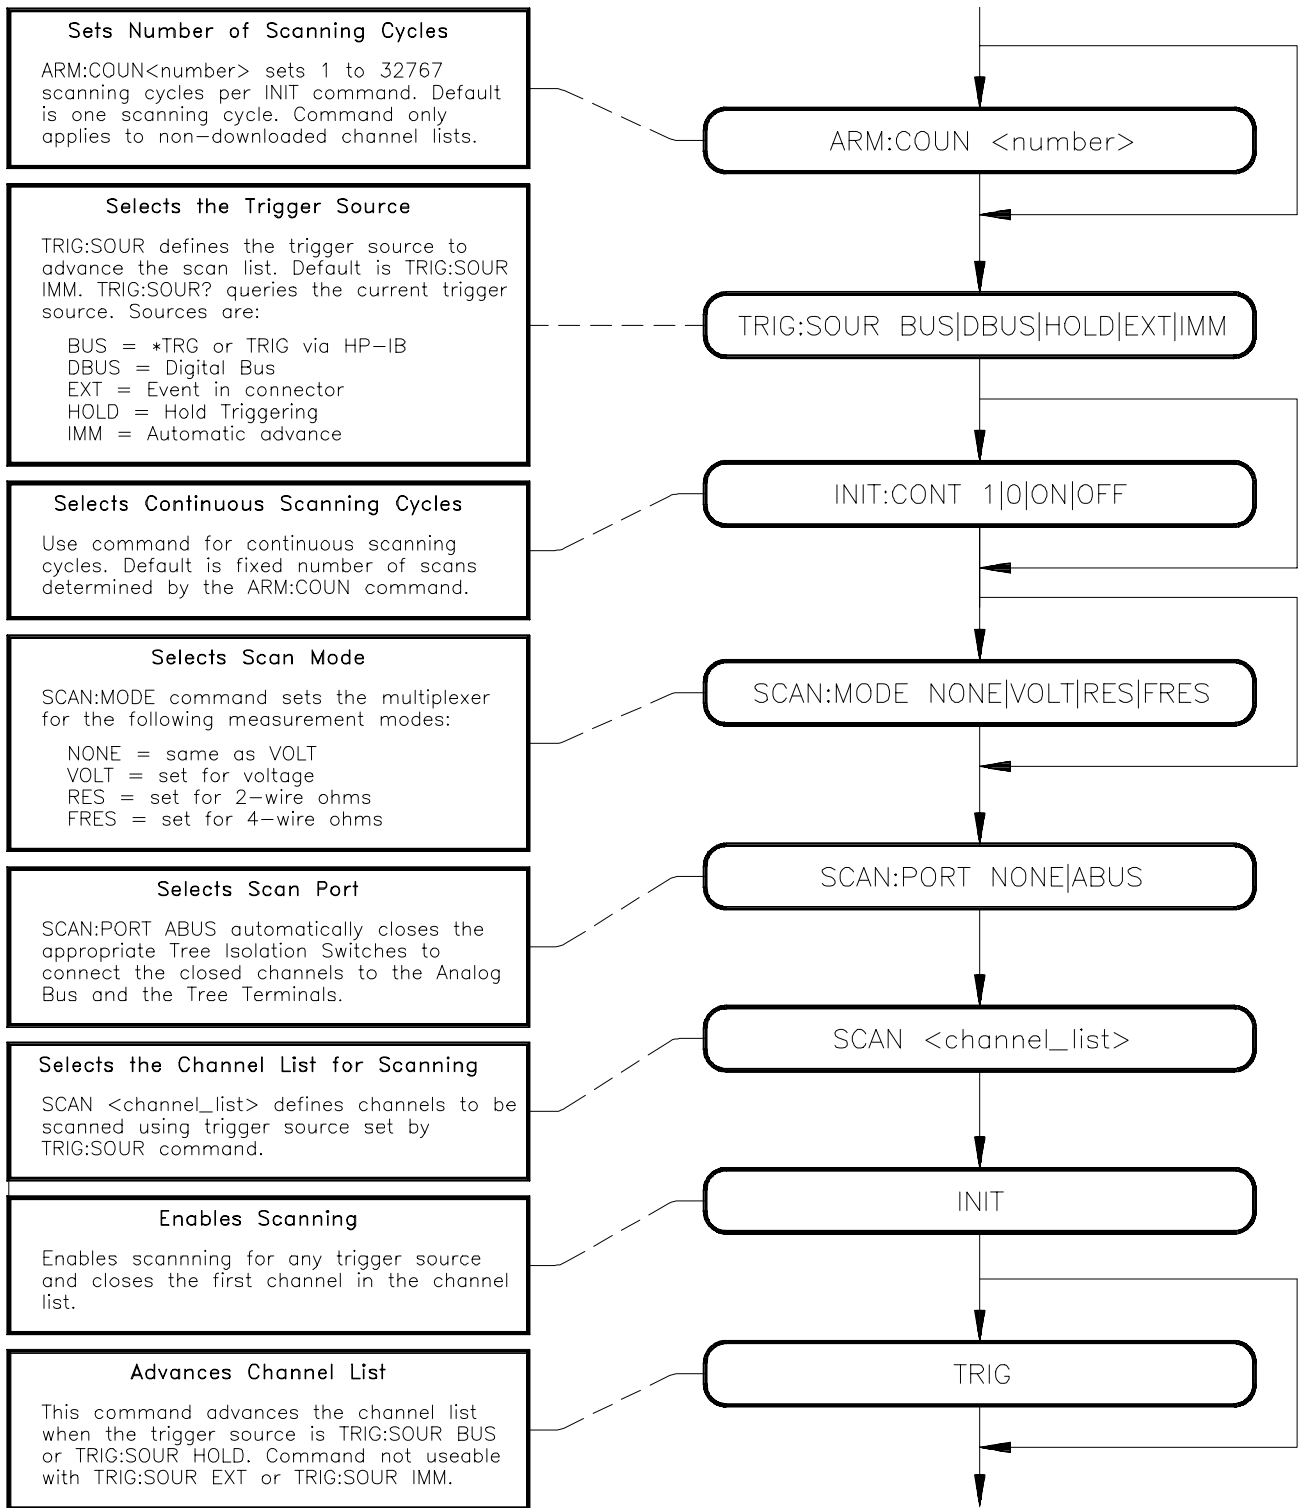 Sets Number of Scanning Cycles
ARM:COUN<number> sets 1 to 32767
scanning cycles per INIT command. Default
is one scanning cycle. Command only
applies to non-downloaded channel lists.
ARM:COUN <number>
Selects the Trigger Source
TRIG:SOUR defines the trigger source to
advance the scan list. Default is TRIG:SOUR
IMM. TRIG:SOUR? queries the current trigger
source. Sources are:
BUS = *TRG or TRIG via HP-IB
DBUS = Digital Bus
EXT = Event in connector
HOLD = Hold Triggering
IMM = Automatic advance
TRIG:SOUR BUS|DBUS|HOLD|EXT|IMM
Selects Continuous Scanning Cycles
Use command for continuous scanning
cycles. Default is fixed number of scans
determined by the ARM:COUN command.
INIT:CONT 1|0|ON|OFF
Selects Scan Mode
SCAN:MODE command sets the multiplexer
for the following measurement modes:
NONE = same as VOLT
VOLT = set for voltage
RES = set for 2-wire ohms
FRES = set for 4-wire ohms
SCAN:MODE NONE|VOLT|RES|FRES
Selects Scan Port
SCAN:PORT ABUS automatically closes the
appropriate Tree Isolation Switches to
connect the closed channels to the Analog
Bus and the Tree Terminals.
SCAN:PORT NONE|ABUS
Selects the Channel List for Scanning
SCAN <channel_list> defines channels to be
scanned using trigger source set by
TRIG:SOUR command.
SCAN <channel_list>
Enables Scanning
Enables scannning for any trigger source
and closes the first channel in the channel
list.
INIT
Advances Channel List
This command advances the channel list
when the trigger source is TRIG:SOUR BUS
or TRIG:SOUR HOLD. Command not useable
with TRIG:SOUR EXT or TRIG:SOUR IMM.
TRIG